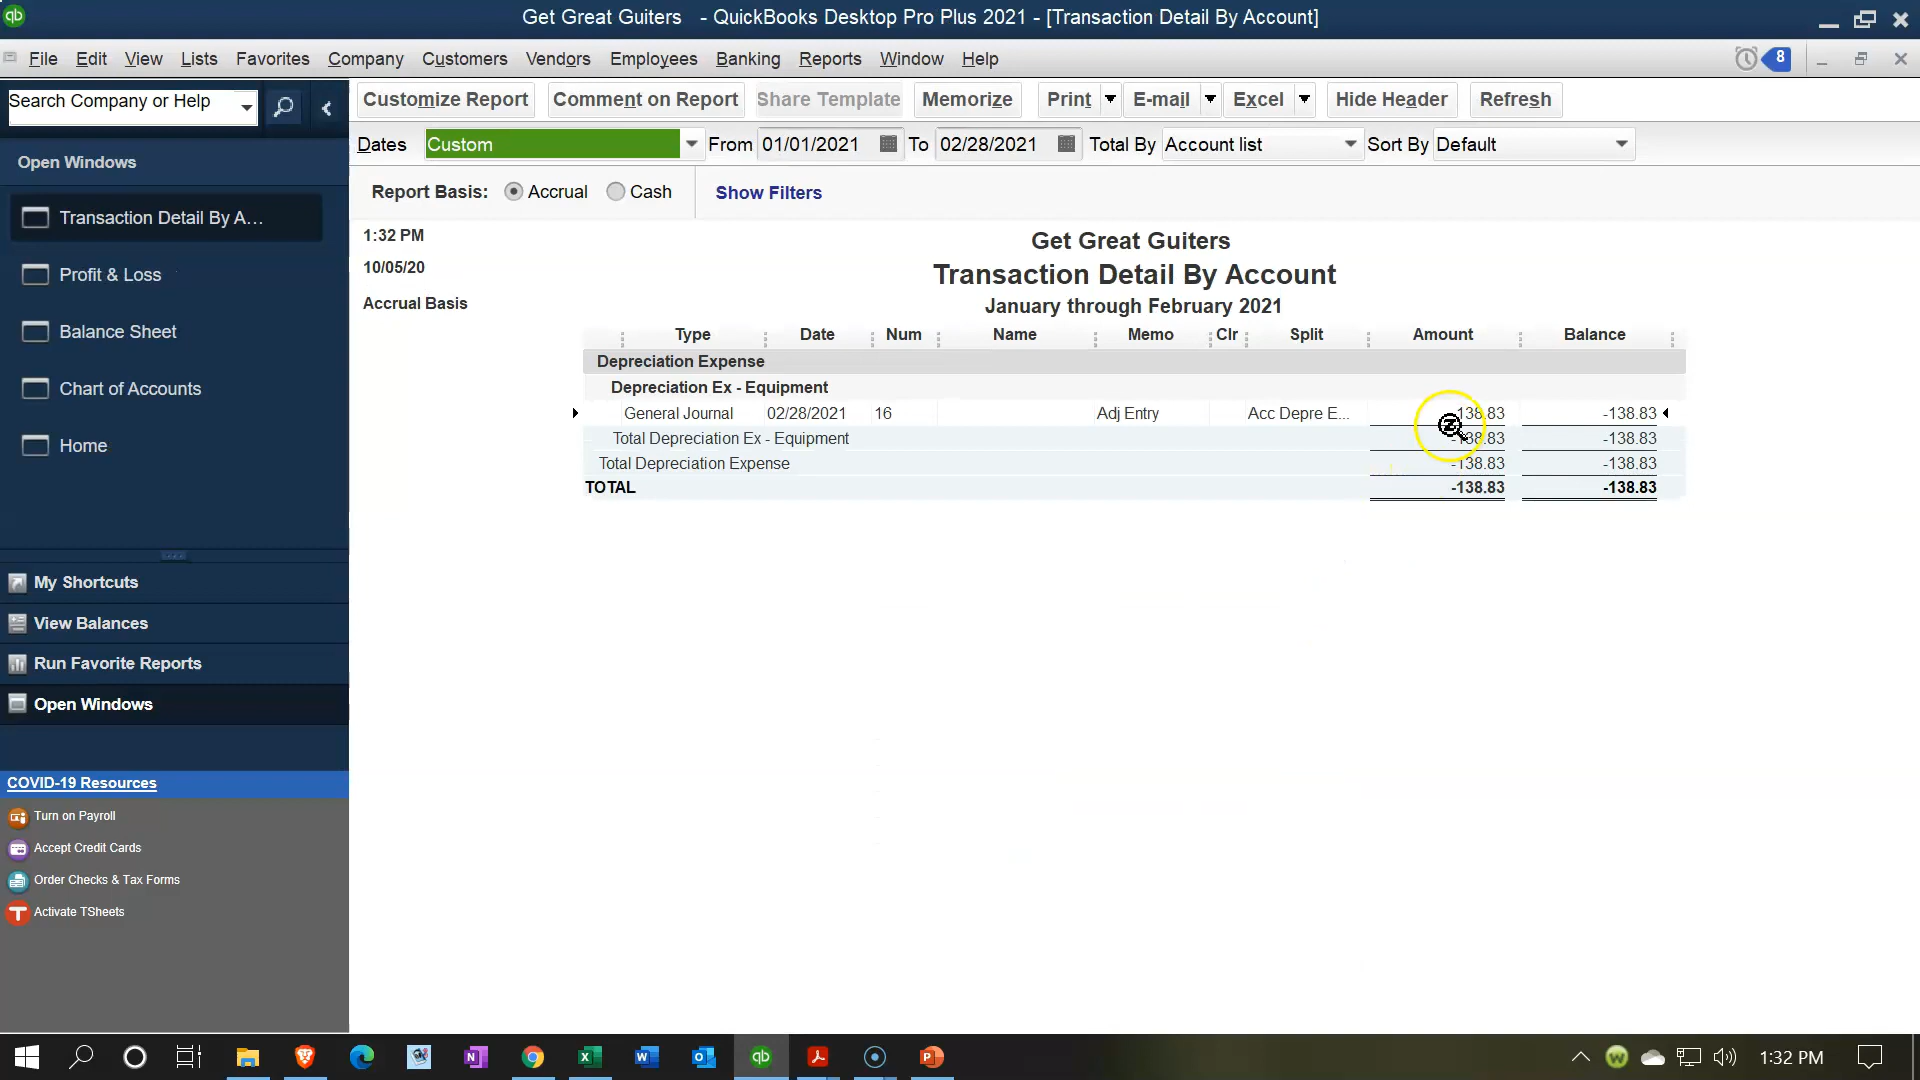 qb Get Great Guiters - QuickBooks Desktop Pro Plus 2021 - [Transaction Detail By Account]
File Edit View Lists Favorites Company Customers Vendors Employees Banking Reports Window Help 8
Search Company or Help
Customize Report Comment on Report Share Template Memorize Print E-mail Excel Hide Header Refresh
Dates Custom From 01/01/2021 To 02/28/2021 Total By Account list Sort By Default
Open Windows
Report Basis: Accrual Cash Show Filters
Transaction Detail By A...
Profit & Loss
Balance Sheet
Chart of Accounts
Home
My Shortcuts
View Balances
Run Favorite Reports
Open Windows
COVID-19 Resources
Turn on Payroll
Accept Credit Cards
Order Checks & Tax Forms
Activate TSheets
1:32 PM
10/05/20
Accrual Basis
Get Great Guiters
Transaction Detail By Account
January through February 2021
Type Date Num Name Memo Clr Split Amount Balance
Depreciation Expense
Depreciation Ex - Equipment
General Journal 02/28/2021 16 Adj Entry Acc Depre E... -138.83 -138.83
Total Depreciation Ex - Equipment -138.83 -138.83
Total Depreciation Expense -138.83 -138.83
TOTAL -138.83 -138.83
1:32 PM